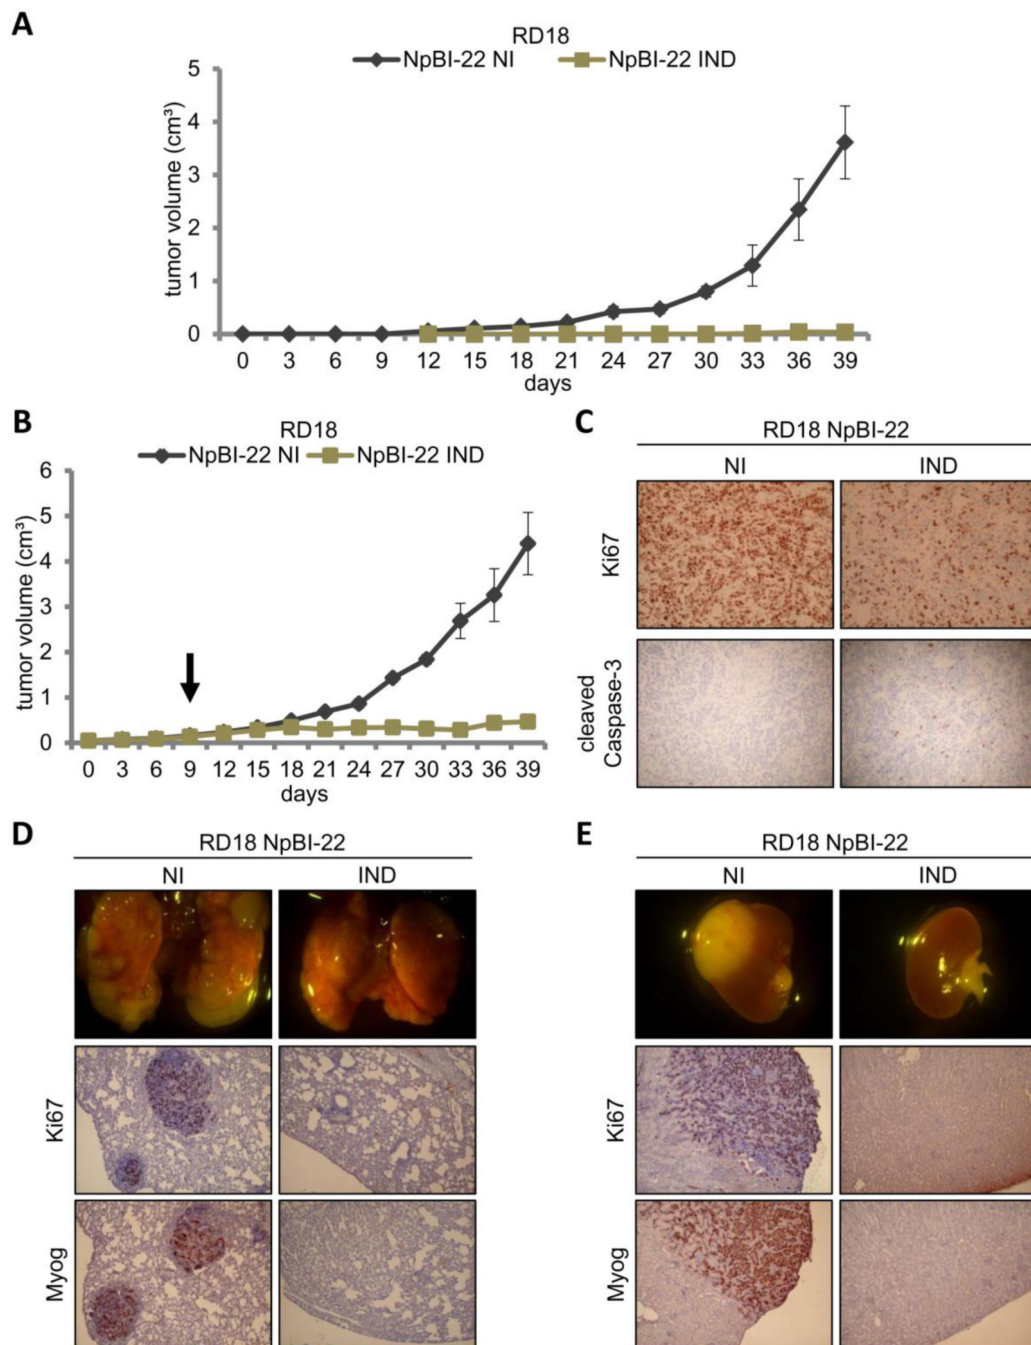 A
RD18
NpBI-22 NI NpBI-22 IND
tumor volume (cm³)
5
4
3
2
1
0
0 3 6 9 12 15 18 21 24 27 30 33 36 39
days
B
RD18
NpBI-22 NI NpBI-22 IND
tumor volume (cm³)
6
5
4
3
2
1
0
0 3 6 9 12 15 18 21 24 27 30 33 36 39
days
C
RD18 NpBI-22
NI IND
Ki67
cleaved
Caspase-3
D
RD18 NpBI-22
NI IND
Ki67
Myog
E
RD18 NpBI-22
NI IND
Ki67
Myog